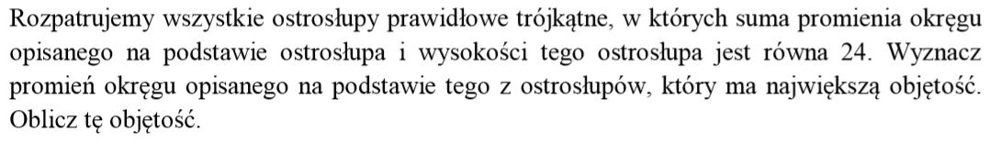 Rozpatrujemy wszystkie ostrosłupy prawidłowe trójkątne, w których suma promienia okręgu
opisanego na podstawie ostrosłupa i wysokości tego ostrosłupa jest równa 24. Wyznacz
promień okręgu opisanego na podstawie tego z ostrosłupów, który ma największą objętość.
Oblicz tę objętość.